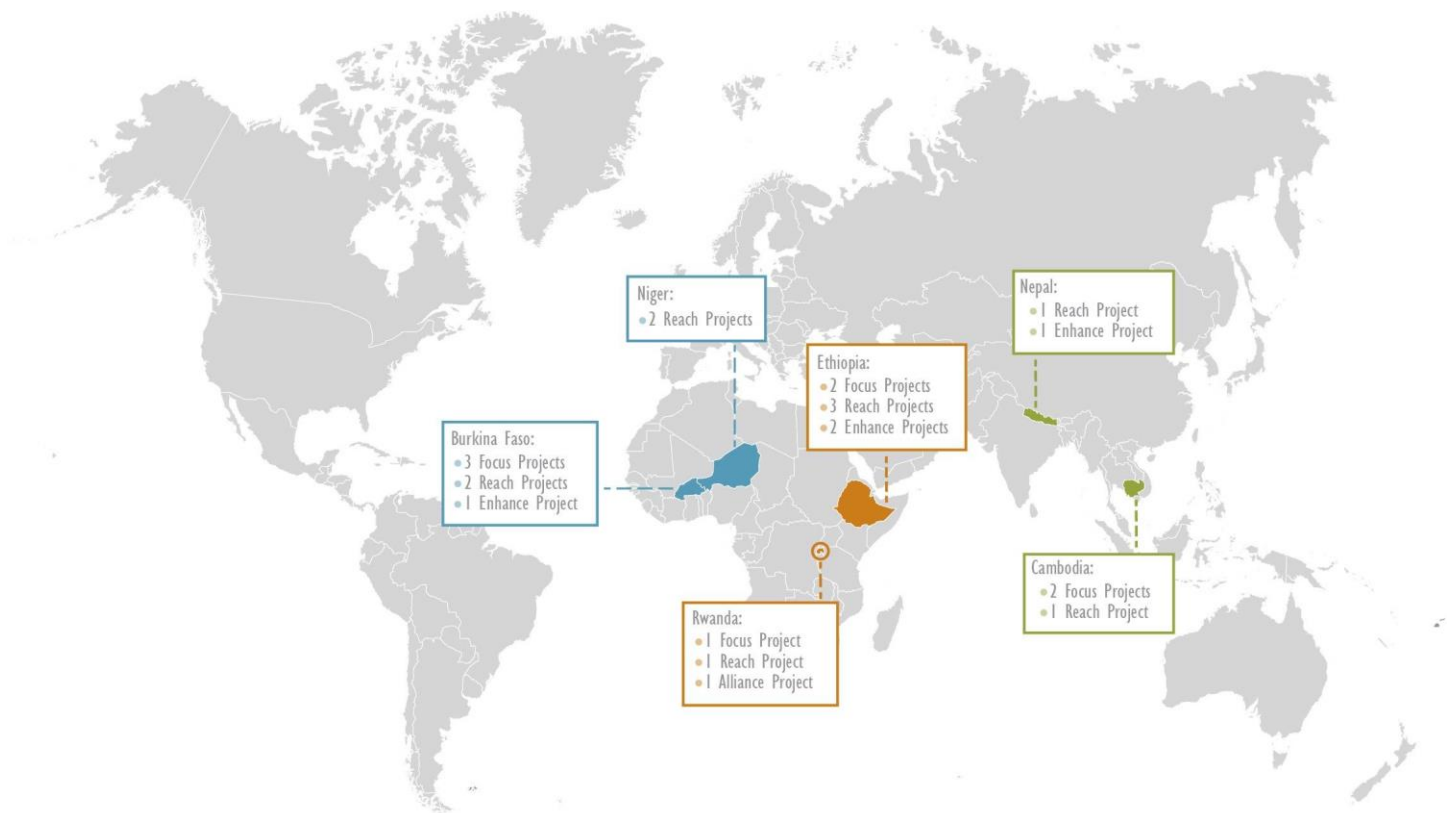 Niger:
2 Reach Projects
Nepal:
1 Reach Project
1 Enhance Project
Ethiopia:
2 Focus Projects
3 Reach Projects
2 Enhance Projects
Burkina Faso:
3 Focus Projects
2 Reach Projects
1 Enhance Project
Cambodia:
2 Focus Projects
1 Reach Project
Rwanda:
1 Focus Project
1 Reach Project
1 Alliance Project